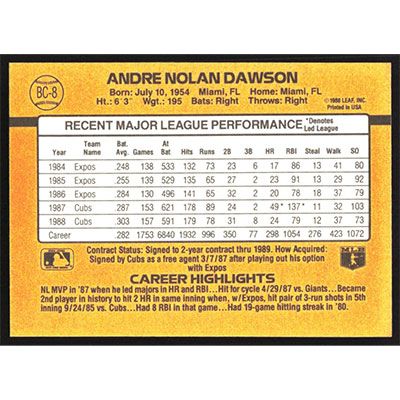 BC-8
ANDRE NOLAN DAWSON
Born: July 10, 1954 Miami, FL Home: Miami, FL
Ht.: 6'3" Wgt.: 195 Bats: Right Throws: Right
©1988 LEAF, INC.
Printed in USA
RECENT MAJOR LEAGUE PERFORMANCE *Denotes Led League
Year Team Name Bat. Avg. Games At Bat Hits Runs 2B 3B HR RBI Steal Walk SO
1984 Expos .248 138 533 132 73 23 6 17 86 13 41 80
1985 Expos .255 139 529 135 65 27 2 23 91 13 29 92
1986 Expos .284 130 496 141 65 32 2 20 78 18 37 79
1987 Cubs .287 153 621 178 90 24 2 49* 137* 11 32 103
1988 Cubs .303 157 591 179 78 31 8 24 79 12 37 73
Career .282 1753 6840 1932 996 350 77 298 1054 276 423 1072
Contract Status: Signed to 2-year contract thru 1989. How Acquired:
Signed by Cubs as free agent 3/7/87 after playing out his option
with Expos
CAREER HIGHLIGHTS
NL MVP in '87 when he led majors in HR and RBI... Hit for cycle 4/29/87 vs. Giants... Became
2nd player in history to hit 2 HR in same inning when, w/Expos, hit pair of 3-run shots in 5th
inning 9/24/85 vs. Cubs... Had 8 RBI in that game... Had 19-game hitting streak in '80.